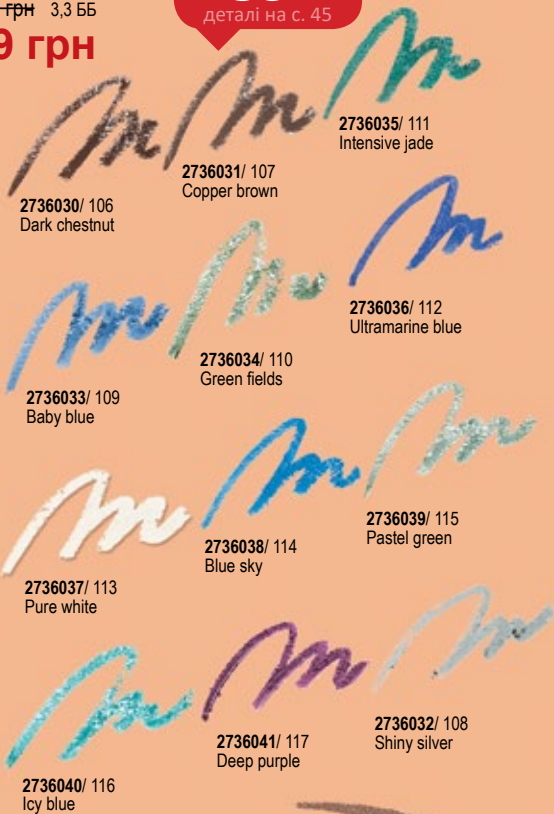 грн 3,3 ББ
9 грн
деталі на с. 45
2736035/ 111
Intensive jade
2736031/ 107
Copper brown
2736030/ 106
Dark chestnut
2736036/ 112
Ultramarine blue
2736034/ 110
Green fields
2736033/ 109
Baby blue
2736039/ 115
Pastel green
2736038/ 114
Blue sky
2736037/ 113
Pure white
2736032/ 108
Shiny silver
2736041/ 117
Deep purple
2736040/ 116
Icy blue